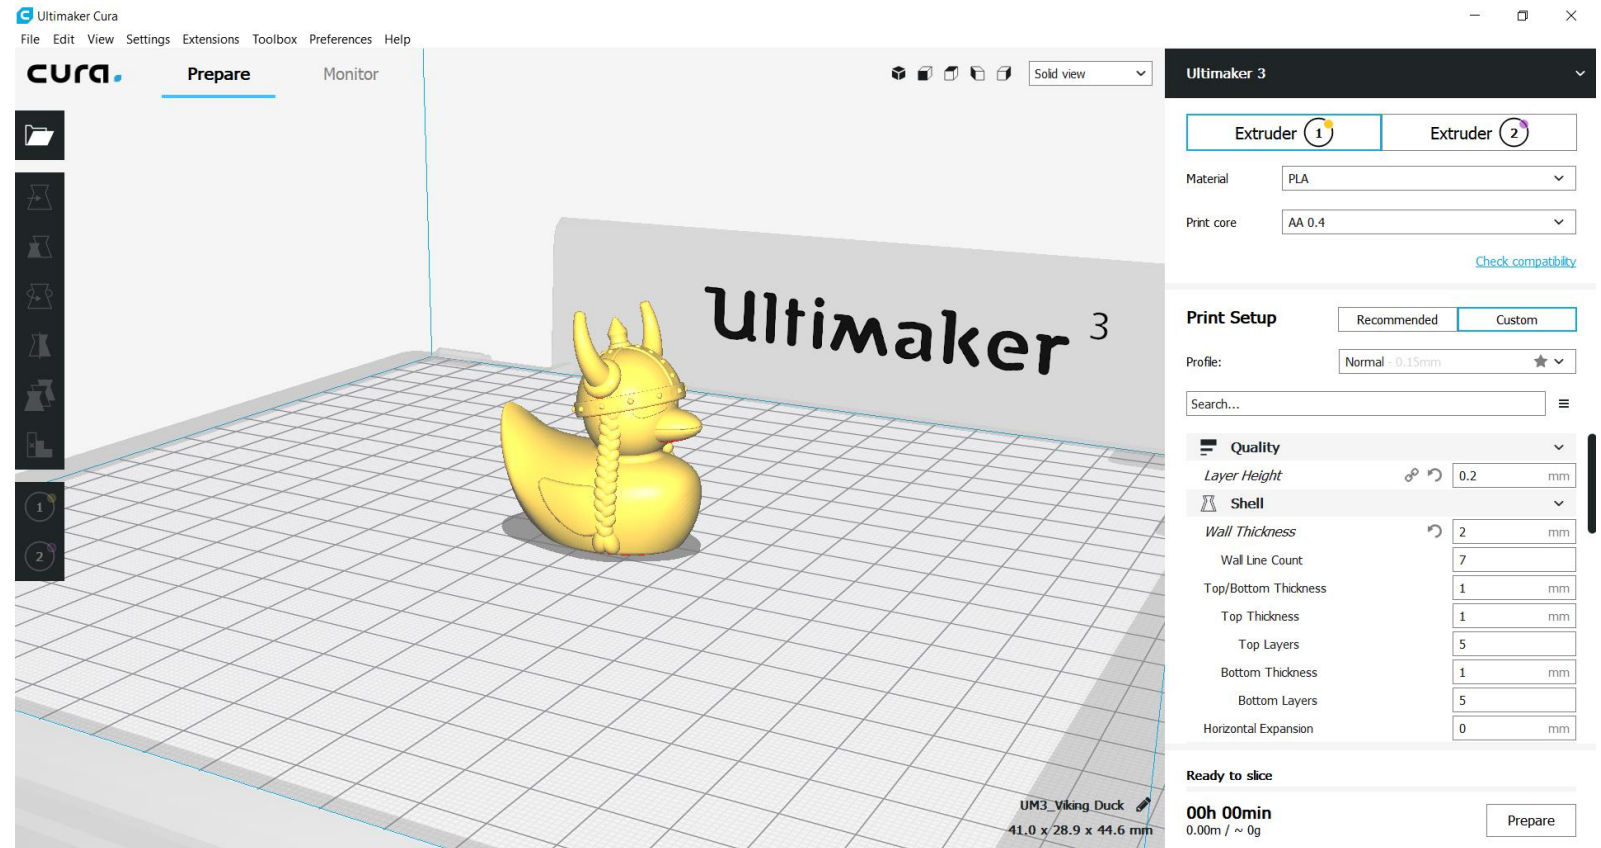 Ultimaker Cura
File Edit View Settings Extensions Toolbox Preferences Help
cura.
Prepare
Monitor
Solid view
Ultimaker 3
Extruder 1
Extruder 2
Material
PLA
Print core
AA 0.4
Check compatibility
Print Setup
Recommended
Custom
Profile:
Normal - 0.15mm
Search...
Quality
Layer Height
0.2 mm
Shell
Wall Thickness
2 mm
Wall Line Count
7
Top/Bottom Thickness
1 mm
Top Thickness
1 mm
Top Layers
5
Bottom Thickness
1 mm
Bottom Layers
5
Horizontal Expansion
0 mm
Ready to slice
00h 00min
0.00m / ~ 0g
Prepare
Ultimaker 3
1
2
UM3_Viking Duck
41.0 x 28.9 x 44.6 mm